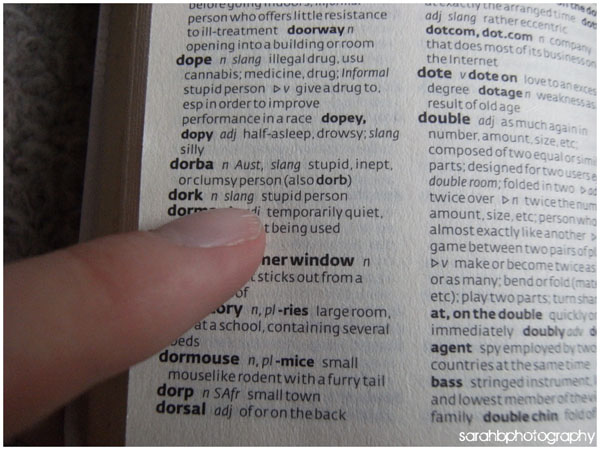 before going indoors; informal
person who offers little resistance
to ill-treatment doorway n
opening into a building or room
dope n slang illegal drug, usu
cannabis; medicine, drug; Informal
stupid person ▷ v give a drug to,
esp in order to improve
performance in a race dopey,
dopy adj half-asleep, drowsy; slang
silly
dorba n Aust, slang stupid, inept,
or clumsy person (also dorb)
dork n slang stupid person
temporarily quiet,
being used
window n
sticks out from a
of
n, pl -ries large room,
at a school, containing several
beds
dormouse n, pl -mice small
mouselike rodent with a furry tail
dorp n SAfr small town
dorsal adj of or on the back
at exactly the arranged time
adj slang rather eccentric
dotcom, dot.com n company
that does most of its business on
the Internet
dote v dote on love to an
degree dotage n weakness as
result of old age
double adj as much again in
number, amount, size, etc;
composed of two equal or
parts; designed for two users
double room; folded in two ▷
twice over ▷ n twice the
amount, size, etc; person who
almost exactly like another ▷
game between two pairs of
▷ v make or become twice as
or as many; bend or fold
etc); play two parts; turn
at, on the double quickly or
immediately doubly adv
agent spy employed by two
countries at the same time
bass stringed instrument,
and lowest member of the
family double chin fold of
sarahbphotography